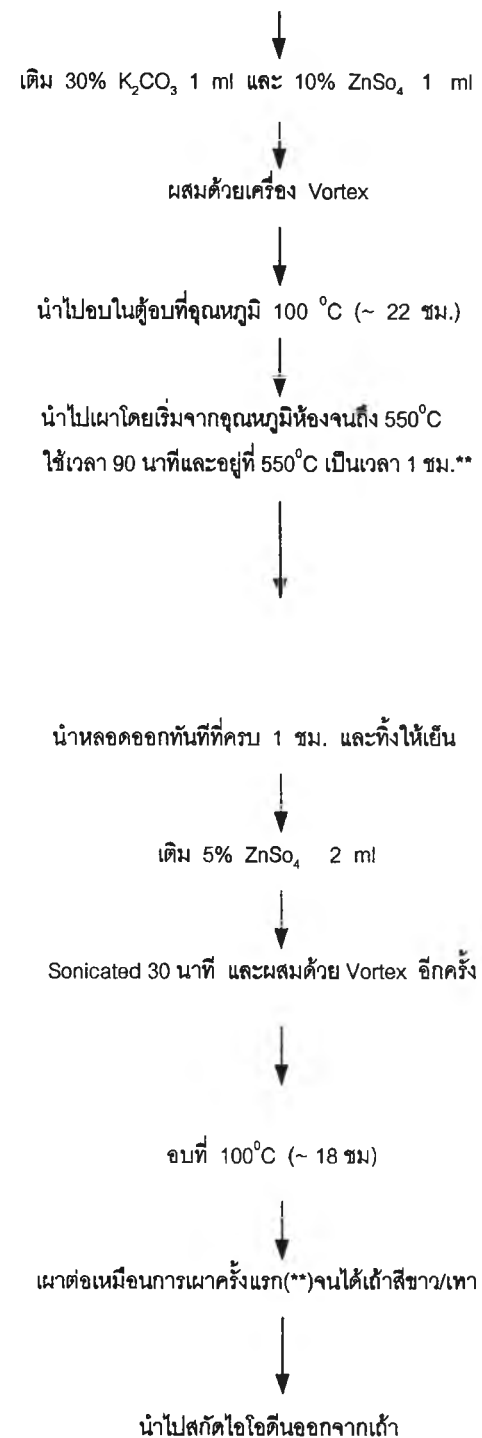 เติม 30% K₂CO₃ 1 ml และ 10% ZnSo₄ 1 ml
ผสมด้วยเครื่อง Vortex
นำไปอบในตู้อบที่อุณหภูมิ 100 ⁰C (~ 22 ชม.)
นำไปเผาโดยเริ่มจากอุณหภูมิห้องจนถึง 550⁰C
ใช้เวลา 90 นาทีและอยู่ที่ 550⁰C เป็นเวลา 1 ชม.**
นำหลอดออกทันทีที่ครบ 1 ชม. และทิ้งให้เย็น
เติม 5% ZnSo₄ 2 ml
Sonicated 30 นาที และผสมด้วย Vortex อีกครั้ง
อบที่ 100⁰C (~ 18 ชม)
เผาต่อเหมือนการเผาครั้งแรก(**)จนได้เถ้าสีขาว/เทา
นำไปสกัดไอโอดีนออกจากเถ้า